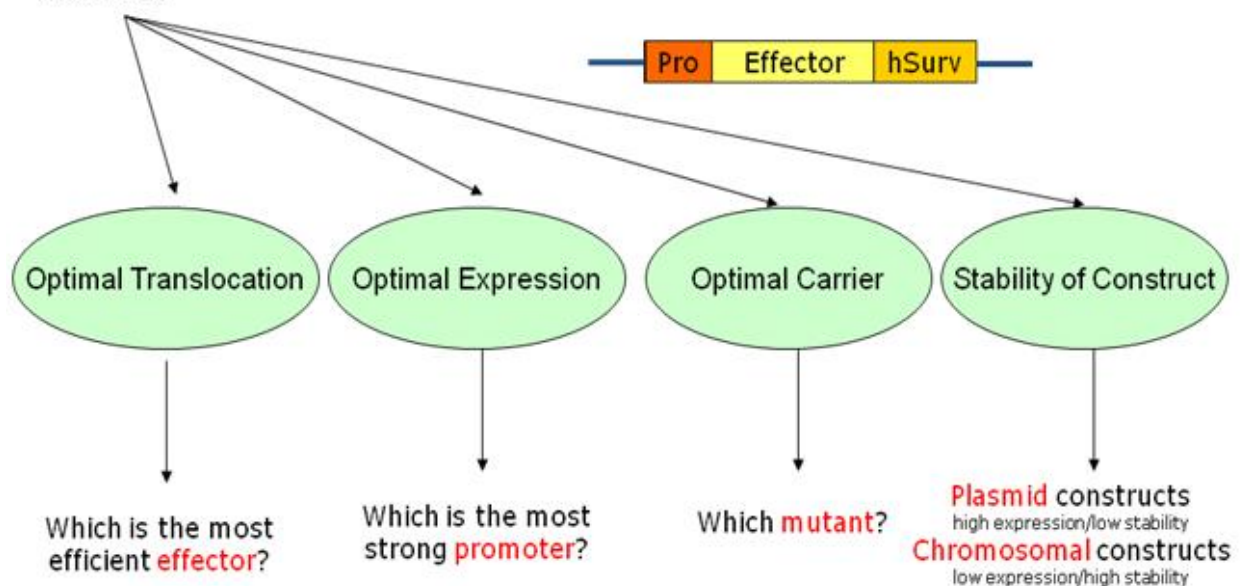 Pro Effector hSurv
Optimal Translocation
Optimal Expression
Optimal Carrier
Stability of Construct
Which is the most
efficient effector?
Which is the most
strong promoter?
Which mutant?
Plasmid constructs
high expression/low stability
Chromosomal constructs
low expression/high stability